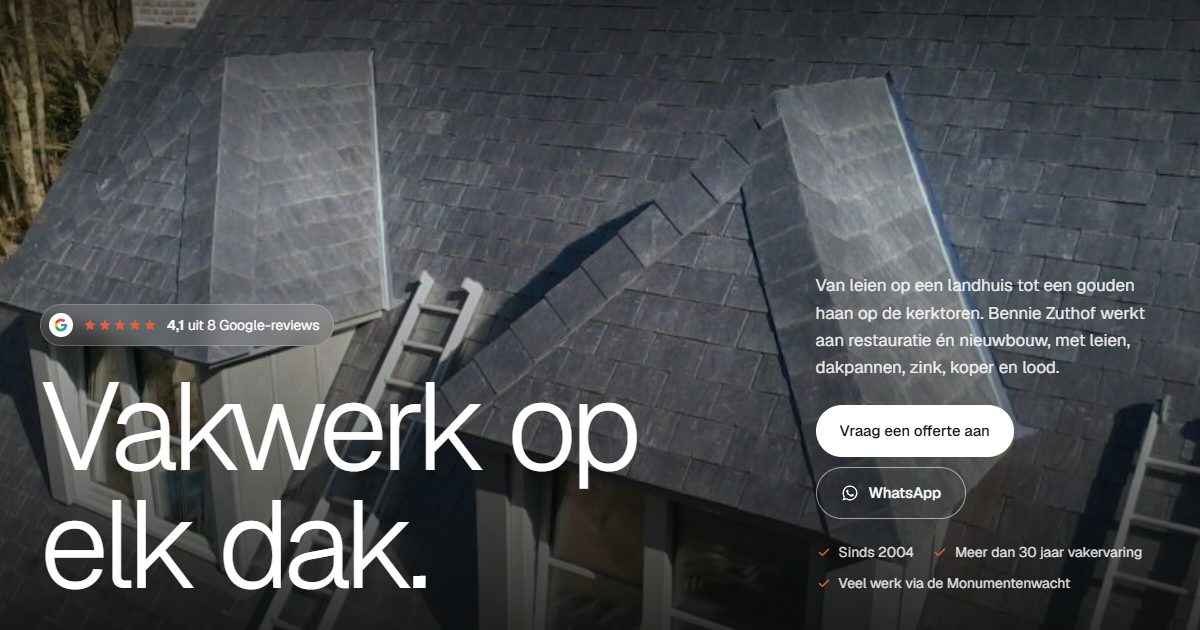 4,1 uit 8 Google-reviews
Vakwerk op
elk dak.
Van leien op een landhuis tot een gouden
haan op de kerktoren. Bennie Zuthof werkt
aan restauratie én nieuwbouw, met leien,
dakpannen, zink, koper en lood.
Vraag een offerte aan
WhatsApp
Sinds 2004 Meer dan 30 jaar vakervaring
Veel werk via de Monumentenwacht